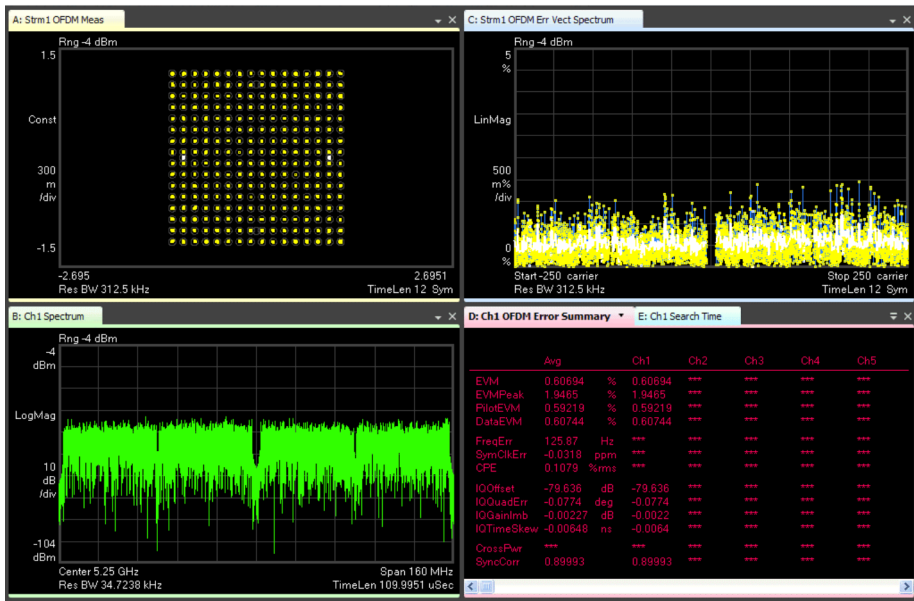 A: Strm1 OFDM Meas
Rng -4 dBm
1.5
Const
300
m
/div
-1.5
-2.695 2.6951
Res BW 312.5 kHz TimeLen 12 Sym
C: Strm1 OFDM Err Vect Spectrum
Rng -4 dBm
5
%
LinMag
500
m%
/div
0
%
Start -250 carrier Stop 250 carrier
Res BW 312.5 kHz TimeLen 12 Sym
B: Ch1 Spectrum
Rng -4 dBm
-4
dBm
LogMag
10
dB
/div
-104
dBm
Center 5.25 GHz Span 160 MHz
Res BW 34.7238 kHz TimeLen 109.9951 uSec
D: Ch1 OFDM Error Summary E: Ch1 Search Time
Avg Ch1 Ch2 Ch3 Ch4 Ch5
EVM 0.60694 % 0.60694 *** *** *** ***
EVMPeak 1.9465 % 1.9465 *** *** *** ***
PilotEVM 0.59219 % 0.59219 *** *** *** ***
DataEVM 0.60744 % 0.60744 *** *** *** ***
FreqErr 125.87 Hz *** *** *** *** ***
SymClkErr -0.0318 ppm *** *** *** *** ***
CPE 0.1079 %rms *** *** *** *** ***
IQOffset -79.636 dB -79.636 *** *** *** ***
IQQuadErr -0.0774 deg -0.0774 *** *** *** ***
IQGainImb -0.00227 dB -0.0022 *** *** *** ***
IQTimeSkew -0.00648 ns -0.0064 *** *** *** ***
CrossPwr *** *** *** *** *** ***
SyncCorr 0.89993 0.89993 *** *** *** ***